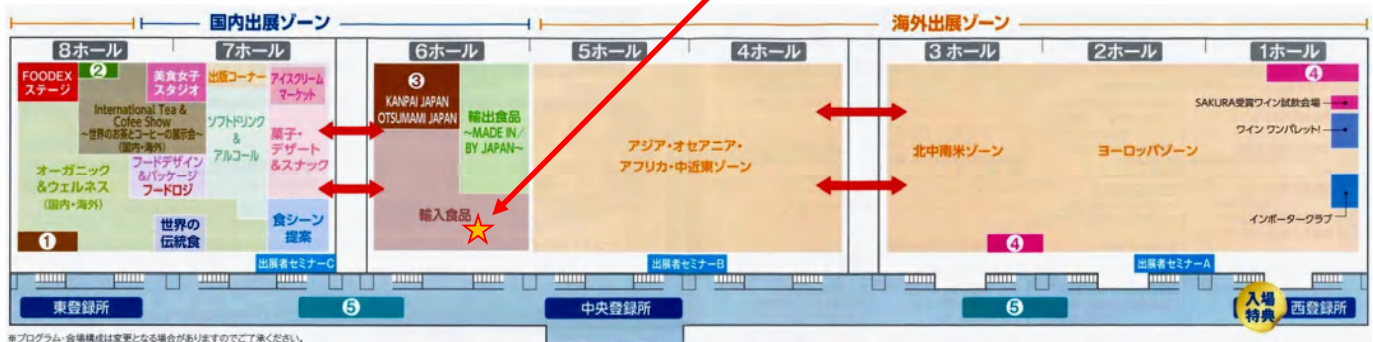 国内出展ゾーン
海外出展ゾーン
8ホール
7ホール
6ホール
5ホール
4ホール
3ホール
2ホール
1ホール
FOODEX
ステージ
❷
美食女子
スタジオ
出版コーナー
アイスクリーム
マーケット
International Tea &
Cofee Show
~世界のお茶とコーヒーの展示会~
(国内・海外)
ソフトドリンク
&
アルコール
菓子・
デザート
&スナック
オーガニック
&ウェルネス
(国内・海外)
フードデザイン
&パッケージ
フードロジ
世界の
伝統食
食シーン
提案
❶
出展者セミナーC
❸
KANPAI JAPAN
OTSUMAMI JAPAN
輸出食品
~MADE IN/
BY JAPAN~
輸入食品
アジア・オセアニア・
アフリカ・中近東ゾーン
出展者セミナーB
北中南米ゾーン
ヨーロッパゾーン
❹
SAKURA受賞ワイン試飲会場
ワイン ワンパレット!
インポータークラブ
❹
出展者セミナーA
東登録所
❺
中央登録所
❺
入場
特典
西登録所
※プログラム・会場構成は変更となる場合がありますのでご了承ください。